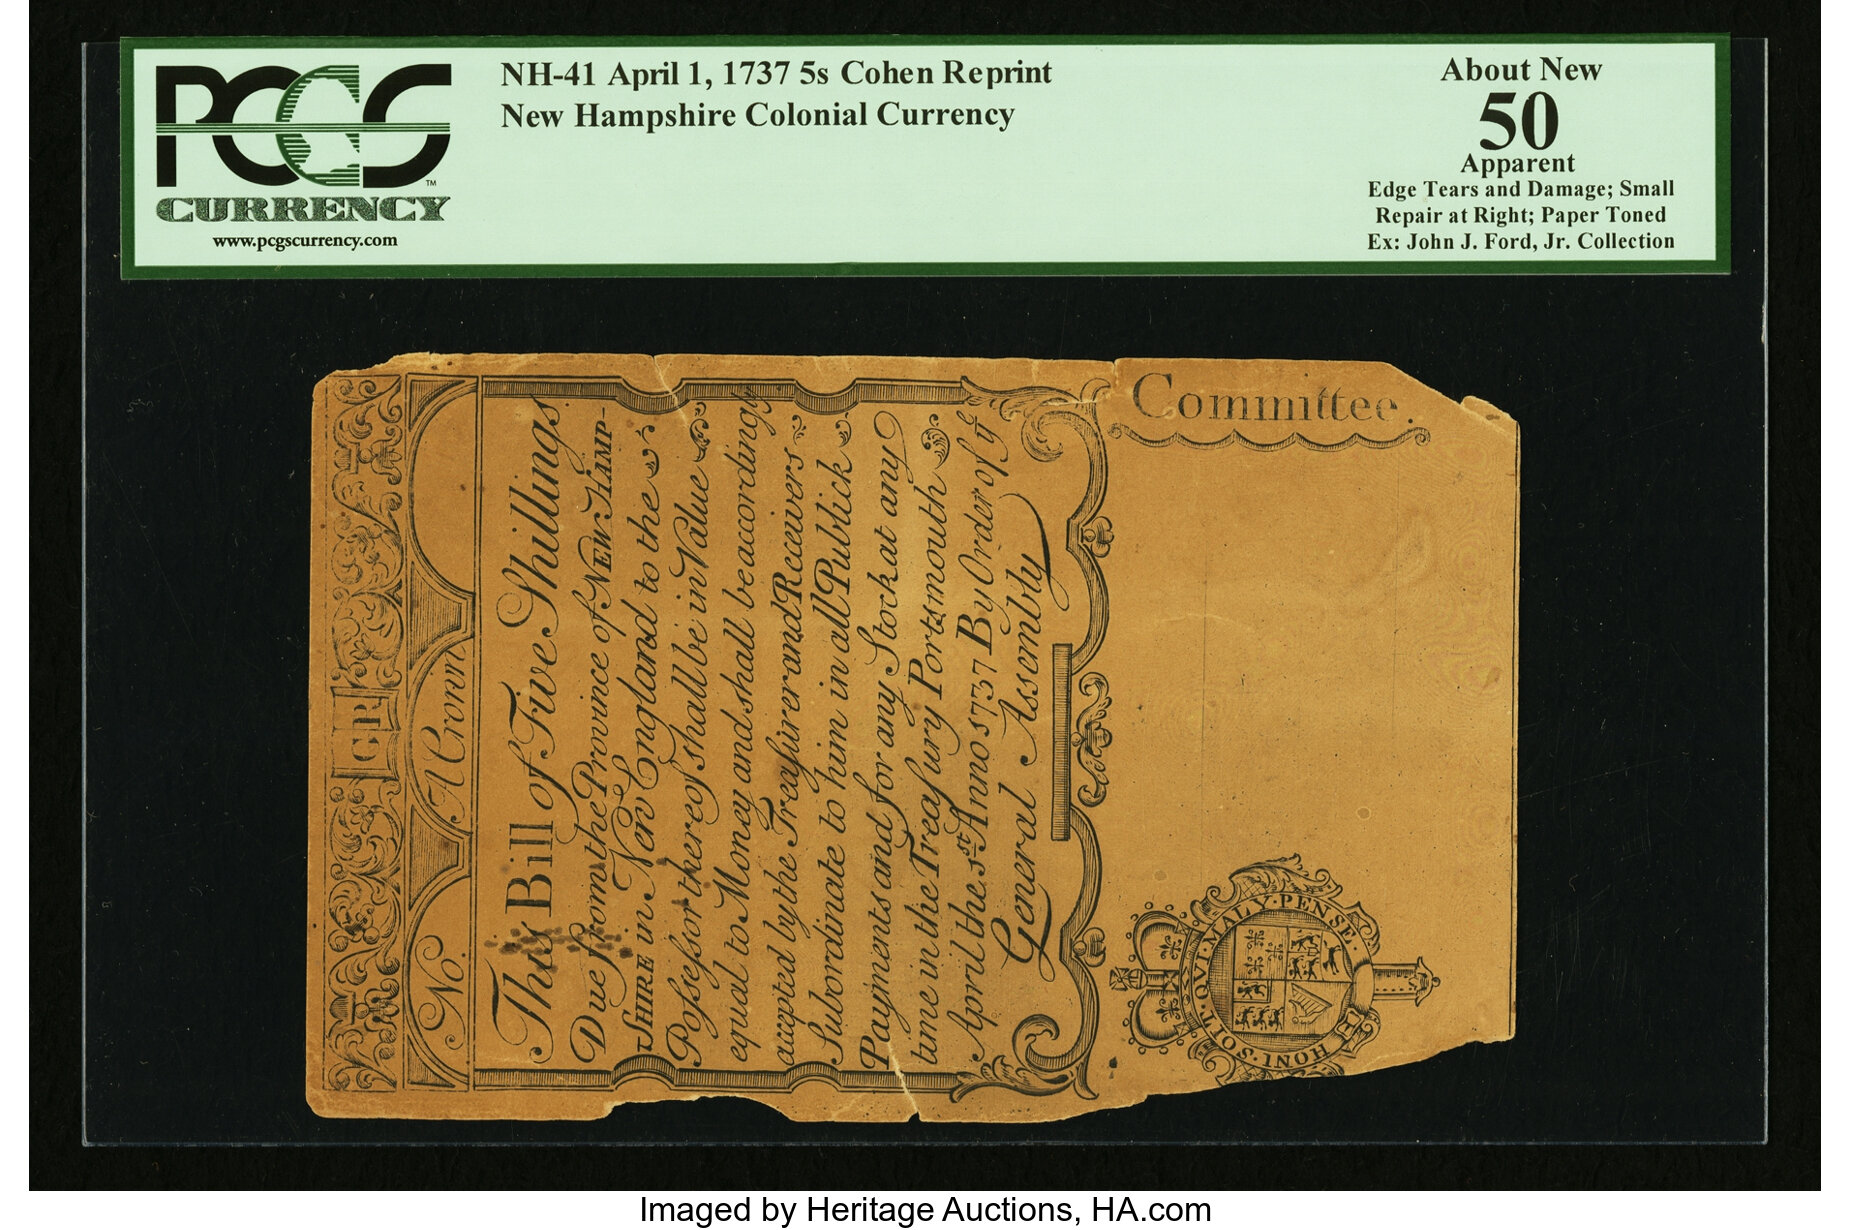 PCGS
™
CURRENCY
www.pcgscurrency.com
NH-41 April 1, 1737 5s Cohen Reprint
New Hampshire Colonial Currency
About New
50
Apparent
Edge Tears and Damage; Small
Repair at Right; Paper Toned
Ex: John J. Ford, Jr. Collection
GR
No. A Crown
This Bill of Five Shillings
Due from the Province of NEW HAMP-
SHIRE in New England to the
Possessor thereof shall be in Value
equal to Money and shall be accordingly
accepted by the Treasurer and Receivers
Subordinate to him in all Publick
Payments and for any Stock at any
time in the Treasury Portsmouth
April the 1st Anno 1737 By Order of ye
General Assembly
Committee.
HONI·SOIT·QVI·MALY·PENSE·
Imaged by Heritage Auctions, HA.com